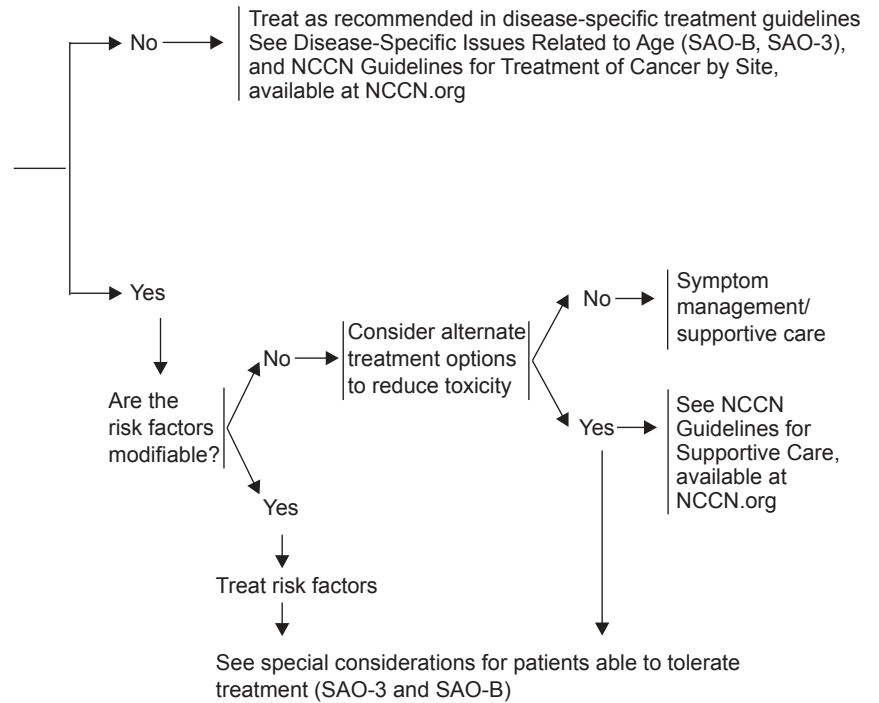 No
Treat as recommended in disease-specific treatment guidelines
See Disease-Specific Issues Related to Age (SAO-B, SAO-3),
and NCCN Guidelines for Treatment of Cancer by Site,
available at NCCN.org
Yes
Are the
risk factors
modifiable?
No
Consider alternate
treatment options
to reduce toxicity
No
Symptom
management/
supportive care
Yes
See NCCN
Guidelines for
Supportive Care,
available at
NCCN.org
Yes
Treat risk factors
See special considerations for patients able to tolerate
treatment (SAO-3 and SAO-B)